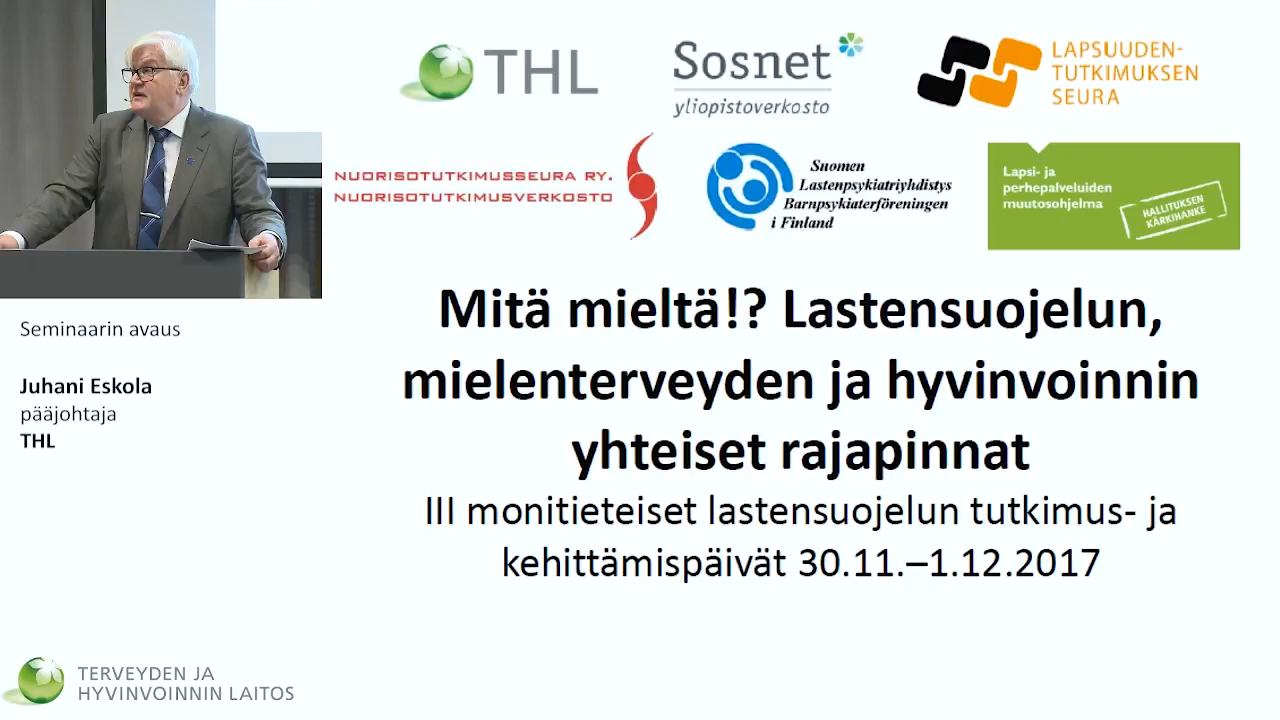 THL
Sosnet
yliopistoverkosto
LAPSUUDEN-
TUTKIMUKSEN
SEURA
NUORISOTUTKIMUSSEURA RY.
NUORISOTUTKIMUSVERKOSTO
Suomen
Lastenpsykiatriyhdistys
Barnpsykiaterföreningen
i Finland
Lapsi- ja
perhepalveluiden
muutosohjelma
HALLITUKSEN
KÄRKIHANKE
Mitä mieltä!? Lastensuojelun,
mielenterveyden ja hyvinvoinnin
yhteiset rajapinnat
III monitieteiset lastensuojelun tutkimus- ja
kehittämispäivät 30.11.–1.12.2017
Seminaarin avaus
Juhani Eskola
pääjohtaja
THL
TERVEYDEN JA
HYVINVOINNIN LAITOS